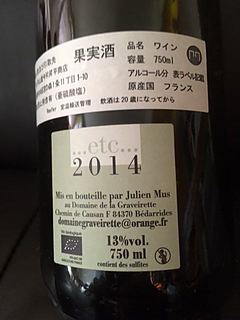 果実酒
品名 ワイン
容量 750ml
アルコール分 表ラベル記載
原産国 フランス
飲酒は20歳になってから
...etc...
2014
Mis en bouteille par Julien Mus
au Domaine de la Graveirette
Chemin de Causan F 84370 Bédarrides
domainegraveirette@orange.fr
13%vol.
750 ml
contient des sulfites